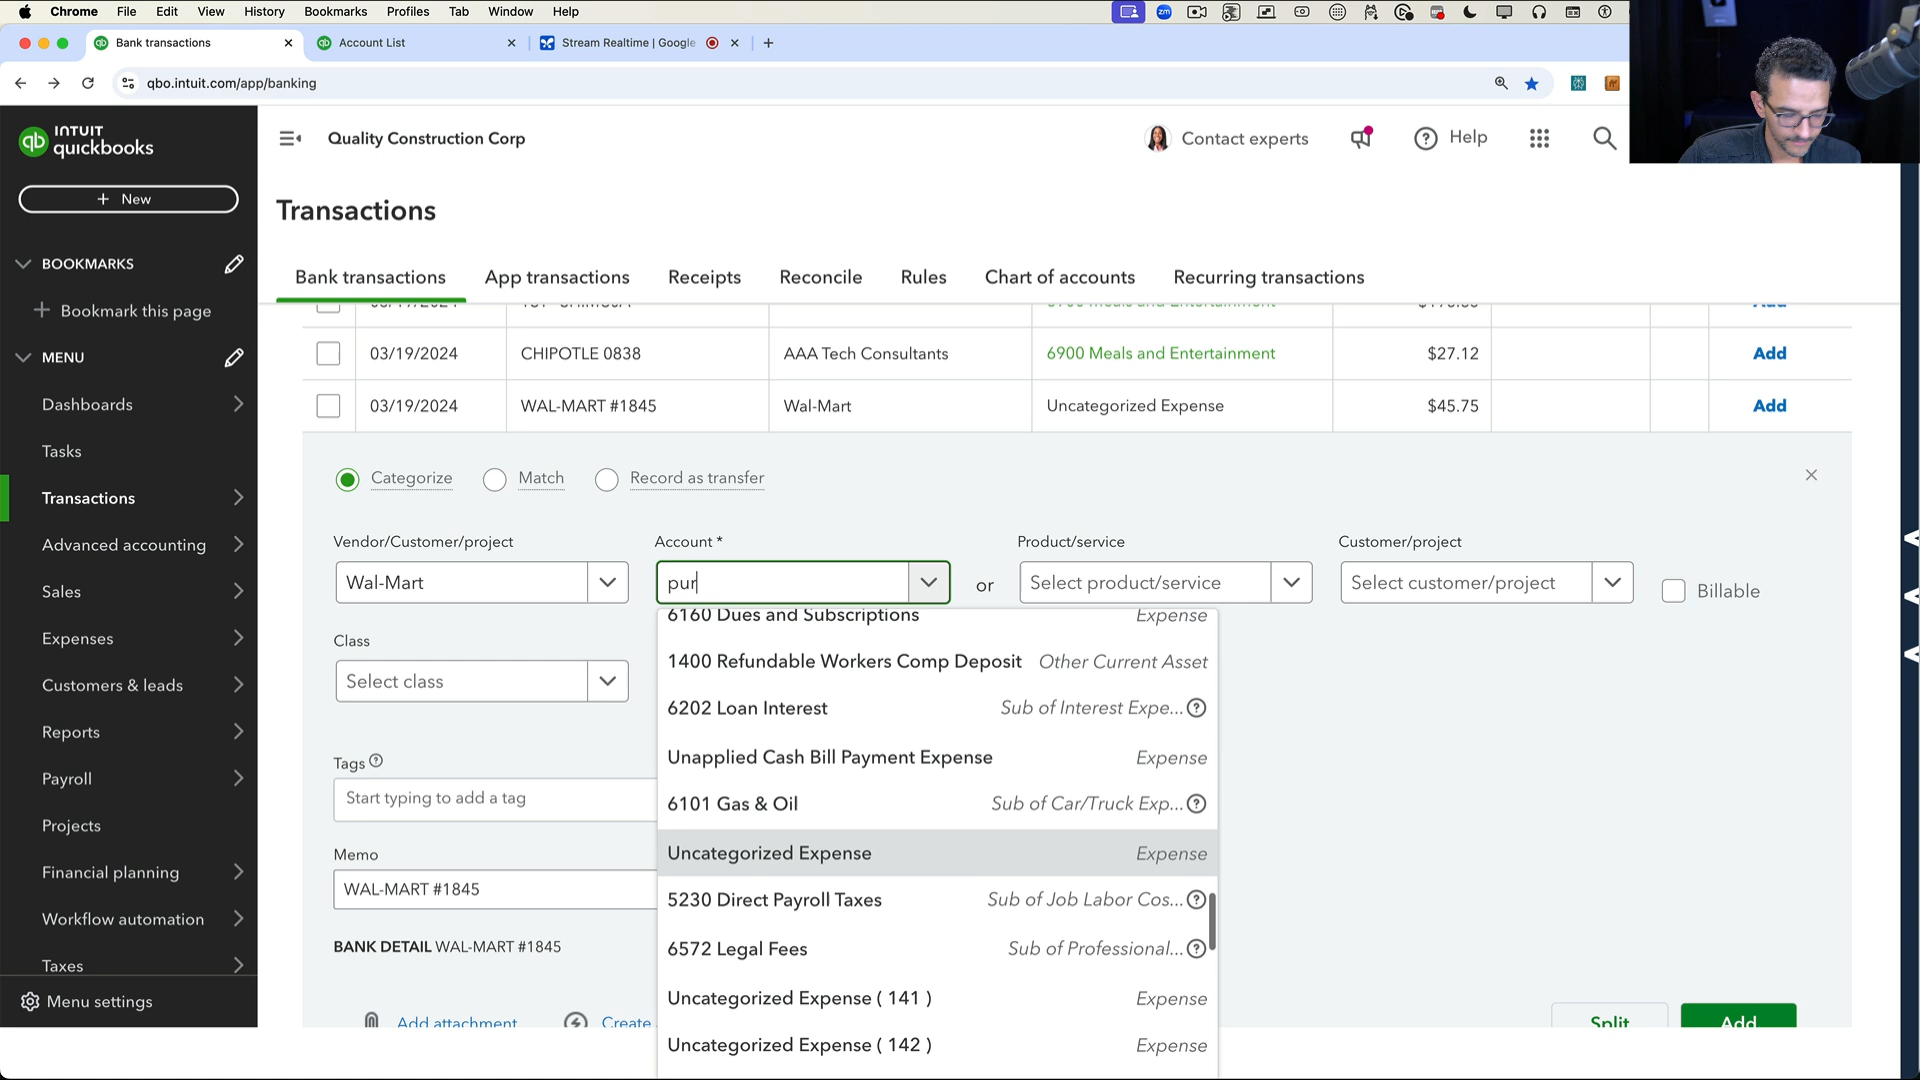 Chrome File Edit View History Bookmarks Profiles Tab Window Help
Bank transactions
Account List
Stream Realtime | Google
qbo.intuit.com/app/banking
INTUIT
quickbooks
Quality Construction Corp
Contact experts
Help
New
Transactions
BOOKMARKS
Bookmark this page
MENU
Dashboards
Tasks
Transactions
Advanced accounting
Sales
Expenses
Customers & leads
Reports
Payroll
Projects
Financial planning
Workflow automation
Taxes
Menu settings
Bank transactions App transactions Receipts Reconcile Rules Chart of accounts Recurring transactions
03/19/2024 CHIPOTLE 0838 AAA Tech Consultants 6900 Meals and Entertainment $27.12 Add
03/19/2024 WAL-MART #1845 Wal-Mart Uncategorized Expense $45.75 Add
Categorize Match Record as transfer
Vendor/Customer/project Account * Product/service Customer/project
Wal-Mart pur or Select product/service Select customer/project Billable
Class
Select class
Tags
Start typing to add a tag
Memo
WAL-MART #1845
BANK DETAIL WAL-MART #1845
Add attachment Create
Split Add
6160 Dues and Subscriptions Expense
1400 Refundable Workers Comp Deposit Other Current Asset
6202 Loan Interest Sub of Interest Expe...
Unapplied Cash Bill Payment Expense Expense
6101 Gas & Oil Sub of Car/Truck Exp...
Uncategorized Expense Expense
5230 Direct Payroll Taxes Sub of Job Labor Cos...
6572 Legal Fees Sub of Professional...
Uncategorized Expense ( 141 ) Expense
Uncategorized Expense ( 142 ) Expense